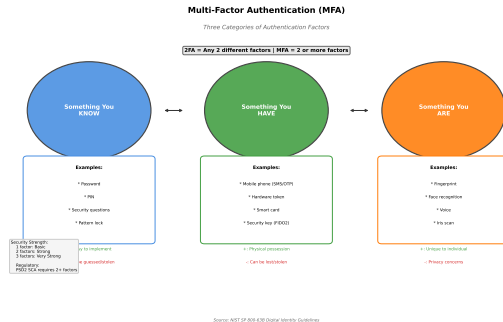 Multi-Factor Authentication (MFA)
Three Categories of Authentication Factors
2FA = Any 2 different factors | MFA = 2 or more factors
Something You
KNOW
Something You
HAVE
Something You
ARE
Examples:
* Password
* PIN
* Security questions
* Pattern lock
Examples:
* Mobile phone (SMS/OTP)
* Hardware token
* Smart card
* Security key (FIDO2)
Examples:
* Fingerprint
* Face recognition
* Voice
* Iris scan
to implement
guessed/stolen
+: Physical possession
-: Can be lost/stolen
+: Unique to individual
-: Privacy concerns
Security Strength:
1 factor: Basic
2 factors: Strong
3 factors: Very Strong
Regulatory:
PSD2 SCA requires 2+ factors
Source: NIST SP 800-63B Digital Identity Guidelines